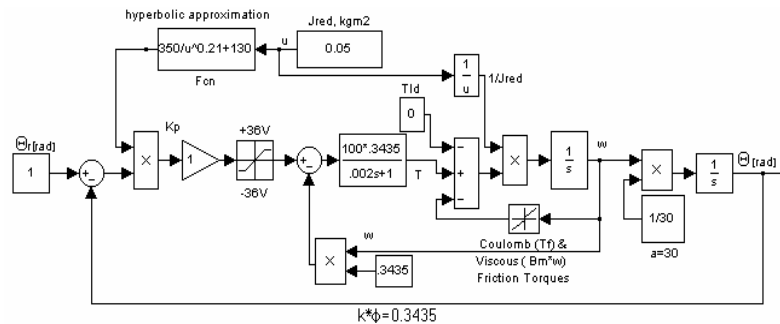 hyperbolic approximation
Jred, kgm2
350/u^0.21+130
u
0.05
Fcn
1
u
1/Jred
Tld
0
Θr[rad]
Kp
+36V
1
1
-36V
100*.3435
.002s+1
T
1
s
w
1
s
Θ[rad]
1/30
a=30
w
.3435
Coulomb (Tf) &
Viscous ( Bm*w)
Friction Torques
k*ϕ=0.3435